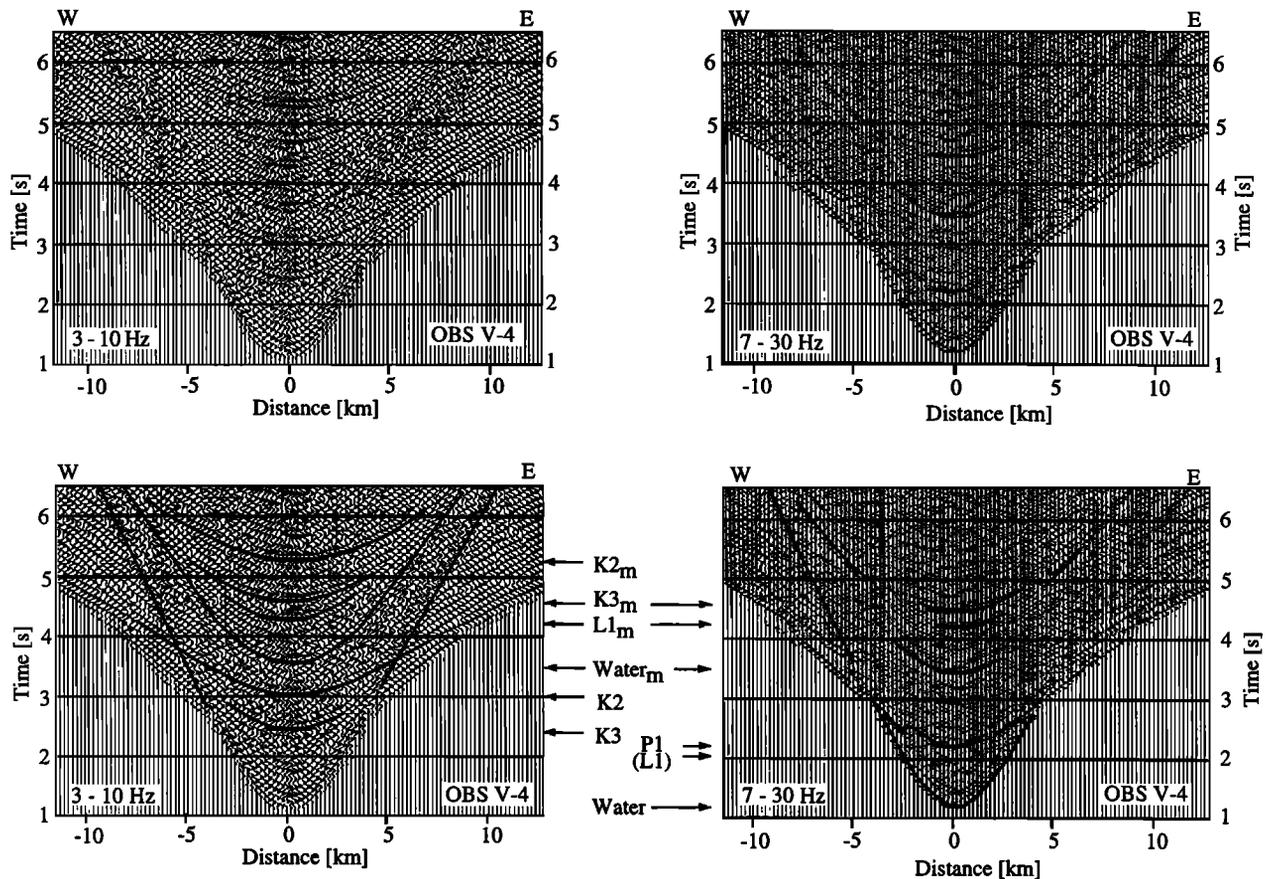 W E
6 6
5 5
4 4
3 3
2 2
1 1
Time [s]
3 - 10 Hz OBS V-4
-10 -5 0 5 10
Distance [km]
W E
6 6
5 5
4 4
3 3
2 2
1 1
Time [s]
Time [s]
7 - 30 Hz OBS V-4
-10 -5 0 5 10
Distance [km]
W E
6
5
4
3
2
1
Time [s]
3 - 10 Hz OBS V-4
-10 -5 0 5 10
Distance [km]
K2m
K3m
L1m
Waterm
K2
K3
P1
(L1)
Water
W E
6
5
4
3
2
1
Time [s]
7 - 30 Hz OBS V-4
-10 -5 0 5 10
Distance [km]